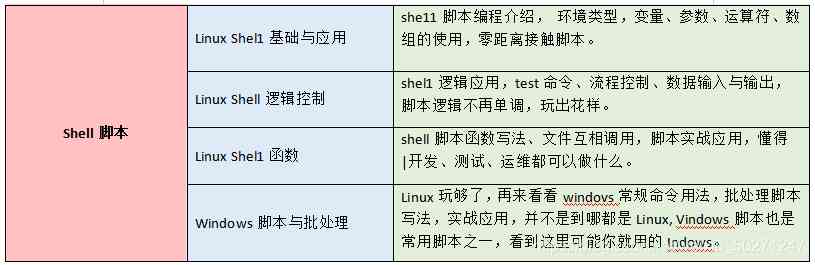 Shell 脚本
Linux Shel1 基础与应用
she11 脚本编程介绍， 环境类型，变量、参数、运算符、数
组的使用，零距离接触脚本。
Linux Shell 逻辑控制
shel1 逻辑应用，test 命令、流程控制、数据输入与输出，
脚本逻辑不再单调，玩出花样。
Linux Shel1 函数
shell 脚本函数写法、文件互相调用，脚本实战应用，懂得
|开发、测试、运维都可以做什么。
Windows 脚本与批处理
Linux 玩够了，再来看看 windovs 常规命令用法，批处理脚本
写法，实战应用，并不是到哪都是 Linux, Vindows 脚本也是
常用脚本之一，看到这里可能你就用的 Indows。